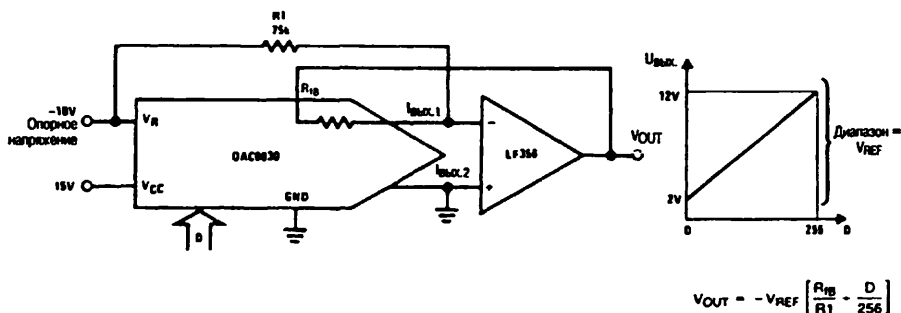 R1
75k
RfB
Iвых.1
−10V
Опорное
напряжение
VR
DAC0830
LF356
VOUT
Iвых.2
15V
VCC
GND
D
Uвых.
12V
Диапазон =
VREF
2V
0
256
D
VOUT = −VREF [RfB/R1 + D/256]